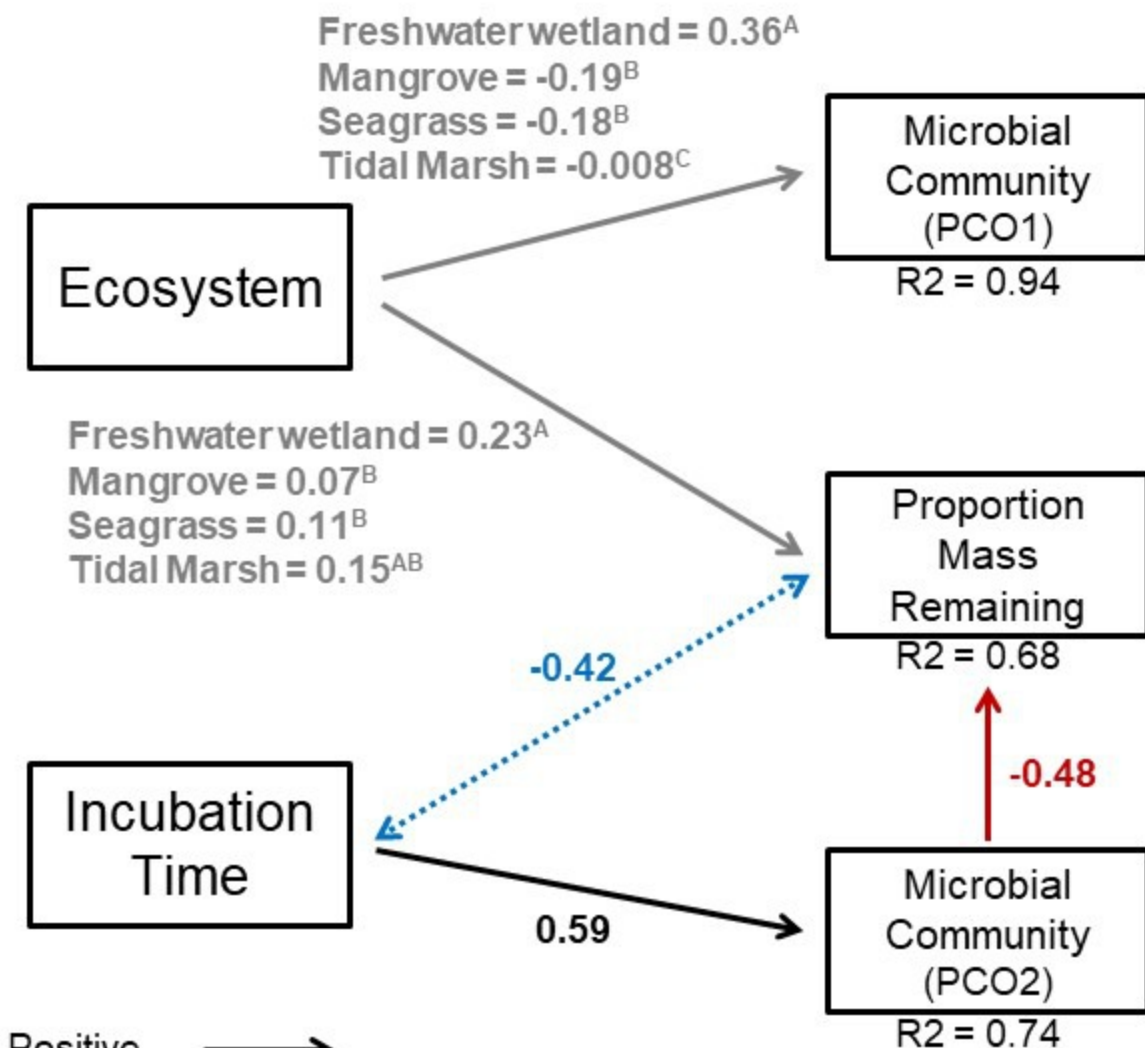 Freshwater wetland = 0.36ᴬ
Mangrove = -0.19ᴮ
Seagrass = -0.18ᴮ
Tidal Marsh = -0.008ᶜ
Microbial
Community
(PCO1)
R2 = 0.94
Ecosystem
Freshwater wetland = 0.23ᴬ
Mangrove = 0.07ᴮ
Seagrass = 0.11ᴮ
Tidal Marsh = 0.15ᴬᴮ
Proportion
Mass
Remaining
R2 = 0.68
-0.42
-0.48
Incubation
Time
0.59
Microbial
Community
(PCO2)
R2 = 0.74
Positive